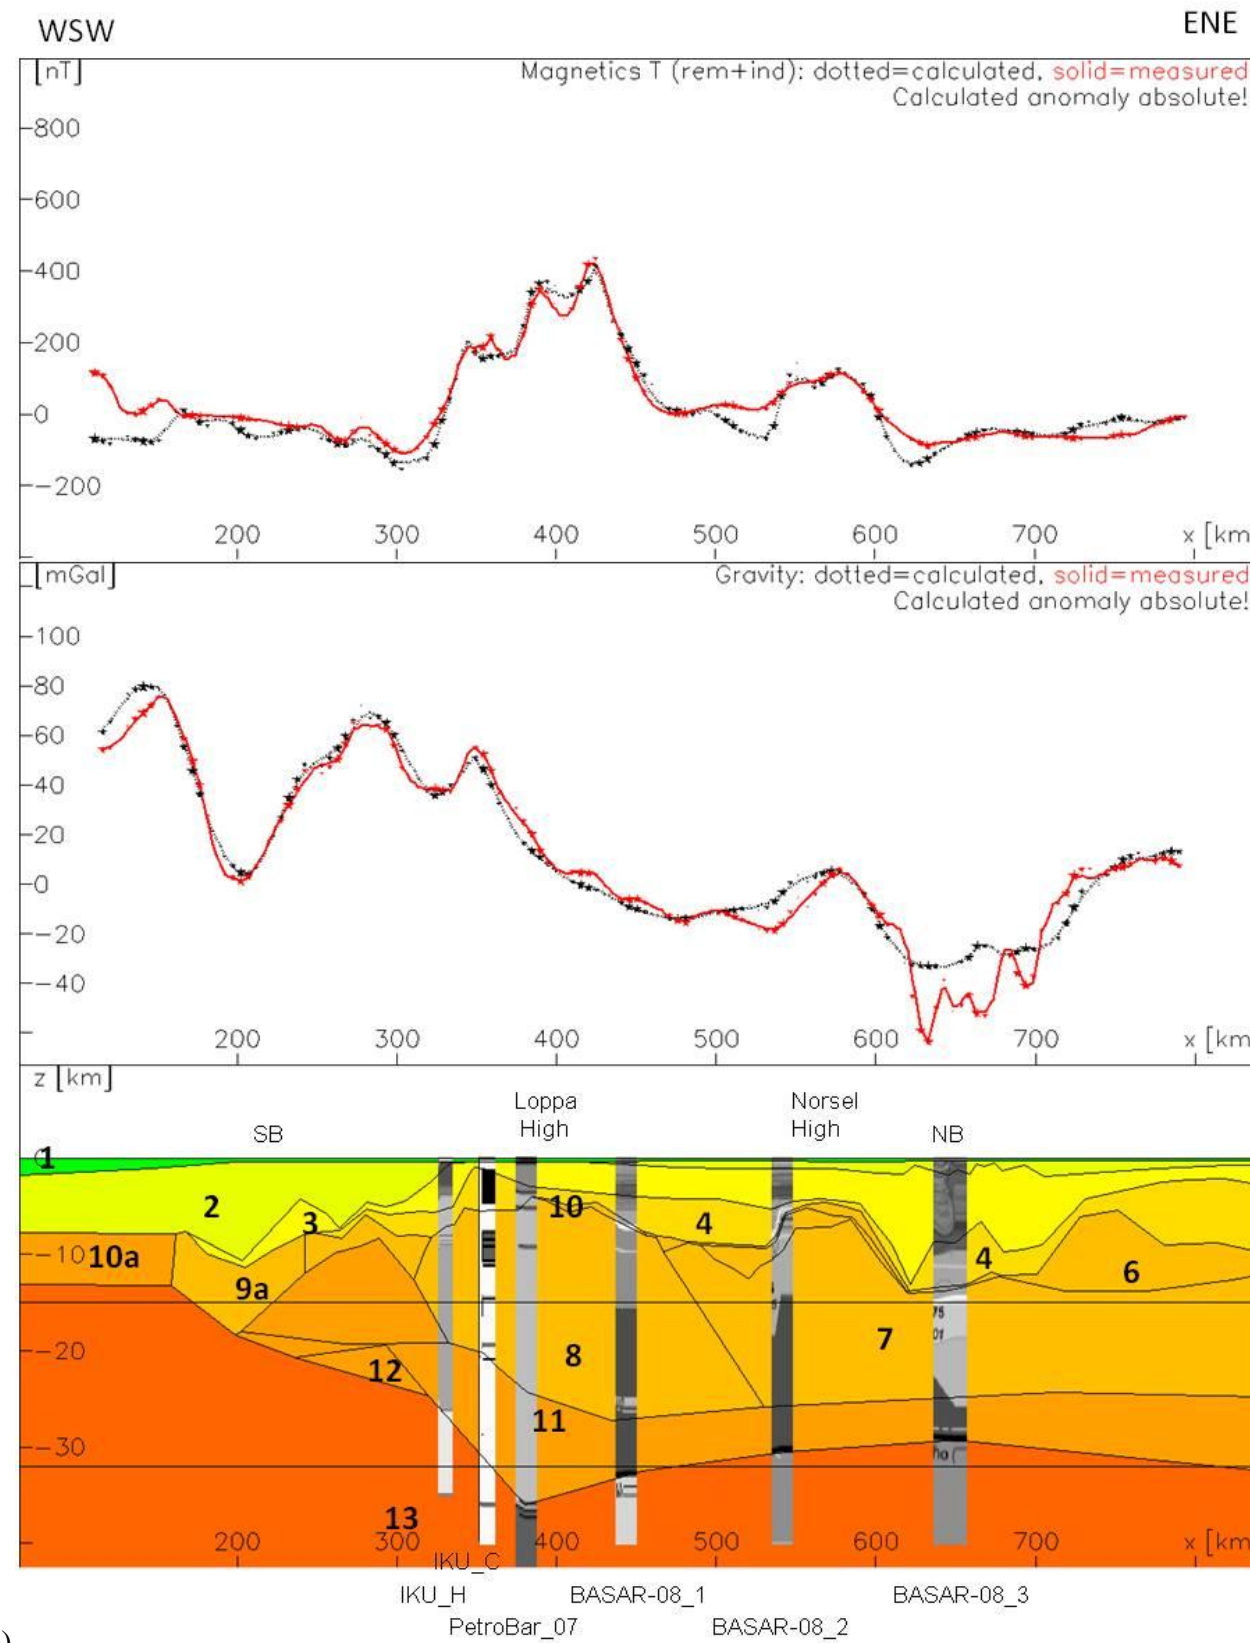 WSW ENE
[nT] Magnetics T (rem+ind): dotted=calculated, solid=measured
Calculated anomaly absolute!
800
600
400
200
0
-200
200 300 400 500 600 700 x [km
[mGal] Gravity: dotted=calculated, solid=measured
Calculated anomaly absolute!
100
80
60
40
20
0
-20
-40
200 300 400 500 600 700 x [km
z [km]
Loppa Norsel
SB High High NB
1
2 3 10 4
10a -10 9a 4 6
75
01
7
-20 12 8
11
-30
13
200 300 400 500 600 700 x [km
IKU_C
IKU_H BASAR-08_1 BASAR-08_3
PetroBar_07 BASAR-08_2
)